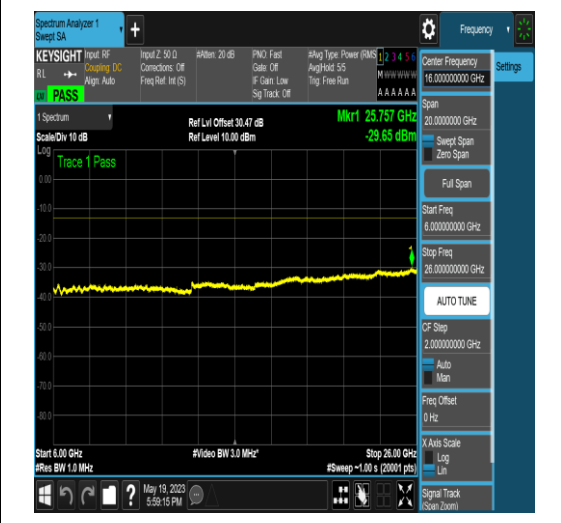 Spectrum Analyzer 1
Swept SA
Frequency
KEYSIGHT
RL
Input: RF
Coupling: DC
Align: Auto
Input Z: 50 Ω
Corrections: Off
Freq Ref: Int (S)
#Atten: 20 dB
PNO: Fast
Gate: Off
IF Gain: Low
Sig Track: Off
#Avg Type: Power (RMS
Avg|Hold: 5/5
Trig: Free Run
1 2 3 4 5 6
M W W W W W
A A A A A A
PASS
1 Spectrum
Scale/Div 10 dB
Ref Lvl Offset 30.47 dB
Ref Level 10.00 dBm
Mkr1 25.757 GHz
-29.65 dBm
Log
Trace 1 Pass
0.00
-10.0
-20.0
-30.0
-40.0
-50.0
-60.0
-70.0
-80.0
1
Start 6.00 GHz
#Res BW 1.0 MHz
#Video BW 3.0 MHz*
Stop 26.00 GHz
#Sweep ~1.00 s (20001 pts)
May 19, 2023
5:59:15 PM
?
Center Frequency
16.000000000 GHz
Settings
Span
20.0000000 GHz
Swept Span
Zero Span
Full Span
Start Freq
6.000000000 GHz
Stop Freq
26.000000000 GHz
AUTO TUNE
CF Step
2.000000000 GHz
Auto
Man
Freq Offset
0 Hz
X Axis Scale
Log
Lin
Signal Track
(Span Zoom)